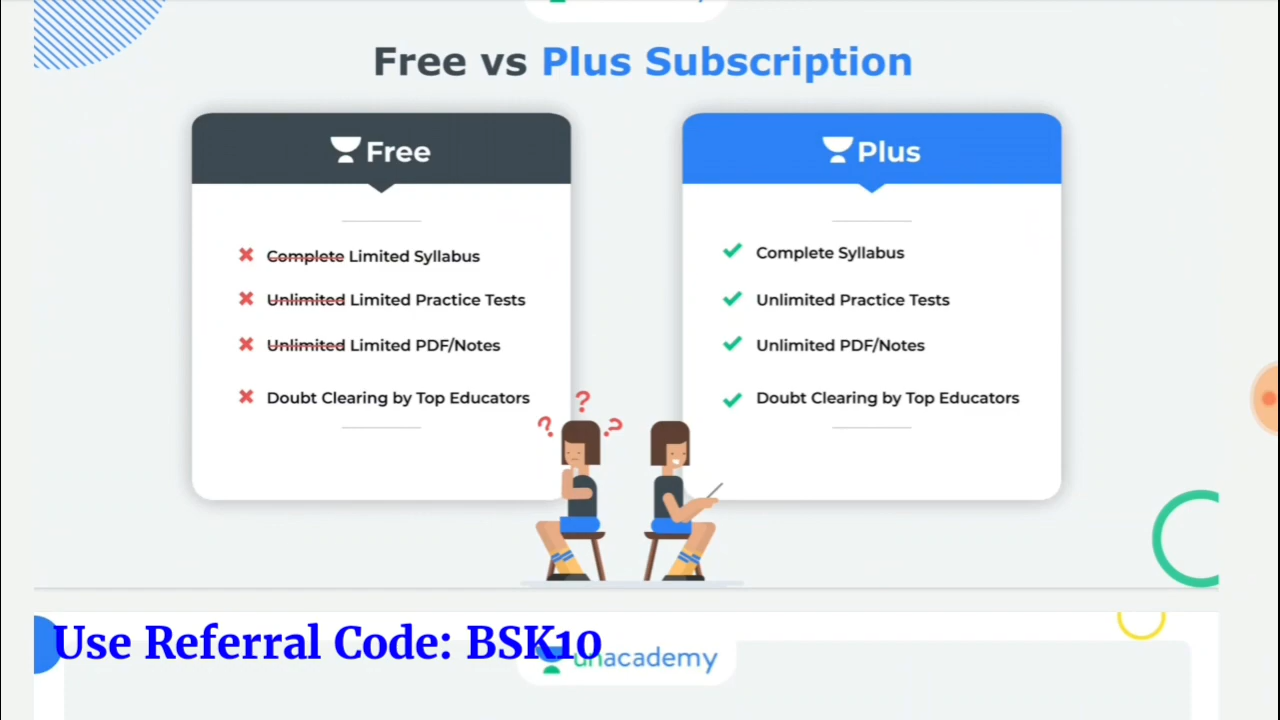 Free vs Plus Subscription
Free
Complete Limited Syllabus
Unlimited Limited Practice Tests
Unlimited Limited PDF/Notes
Doubt Clearing by Top Educators
? ? ?
Plus
Complete Syllabus
Unlimited Practice Tests
Unlimited PDF/Notes
Doubt Clearing by Top Educators
Use Referral Code: BSK10
unacademy